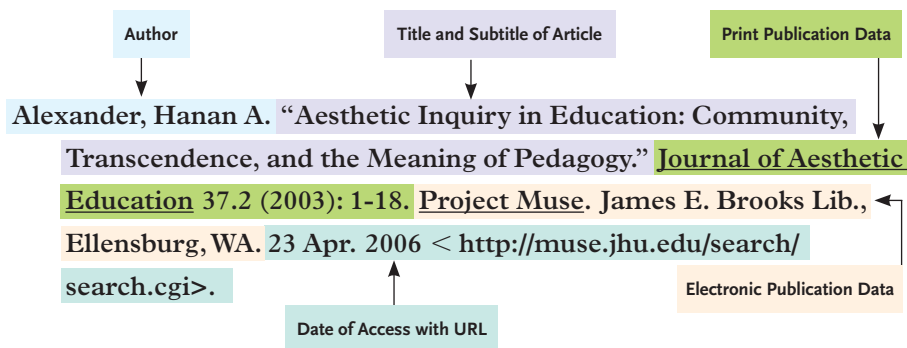 Author
Title and Subtitle of Article
Print Publication Data
Alexander, Hanan A. “Aesthetic Inquiry in Education: Community,
Transcendence, and the Meaning of Pedagogy.” Journal of Aesthetic
Education 37.2 (2003): 1-18. Project Muse. James E. Brooks Lib.,
Ellensburg, WA. 23 Apr. 2006 < http://muse.jhu.edu/search/
search.cgi>.
Electronic Publication Data
Date of Access with URL